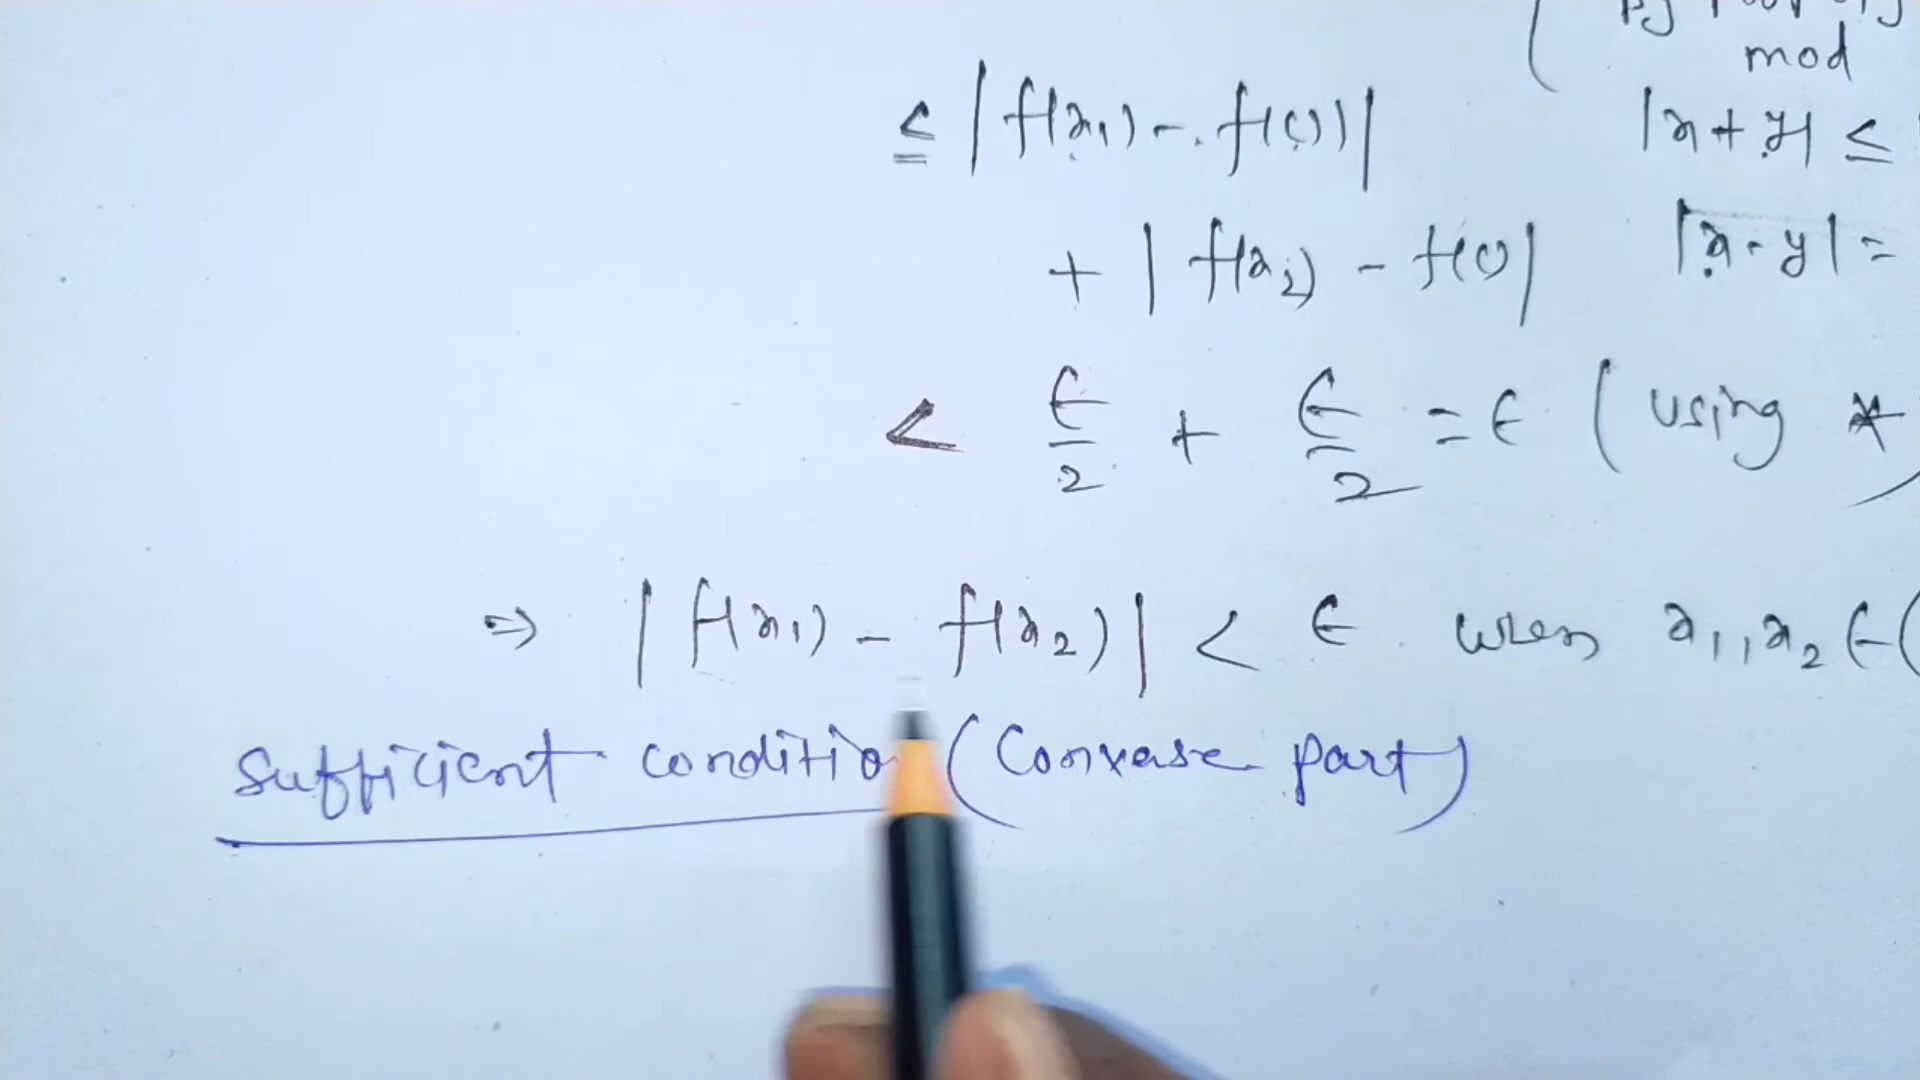 mod
≤ |f(x₁) - f(c)|
|x + y| ≤
+ | f(x₂) - f(c)|
|x - y| =
< ϵ/2 + ϵ/2 = ϵ (using *)
⇒ | f(x₁) - f(x₂)| < ϵ when x₁, x₂ ∈ (
Sufficient condition (Converse part)